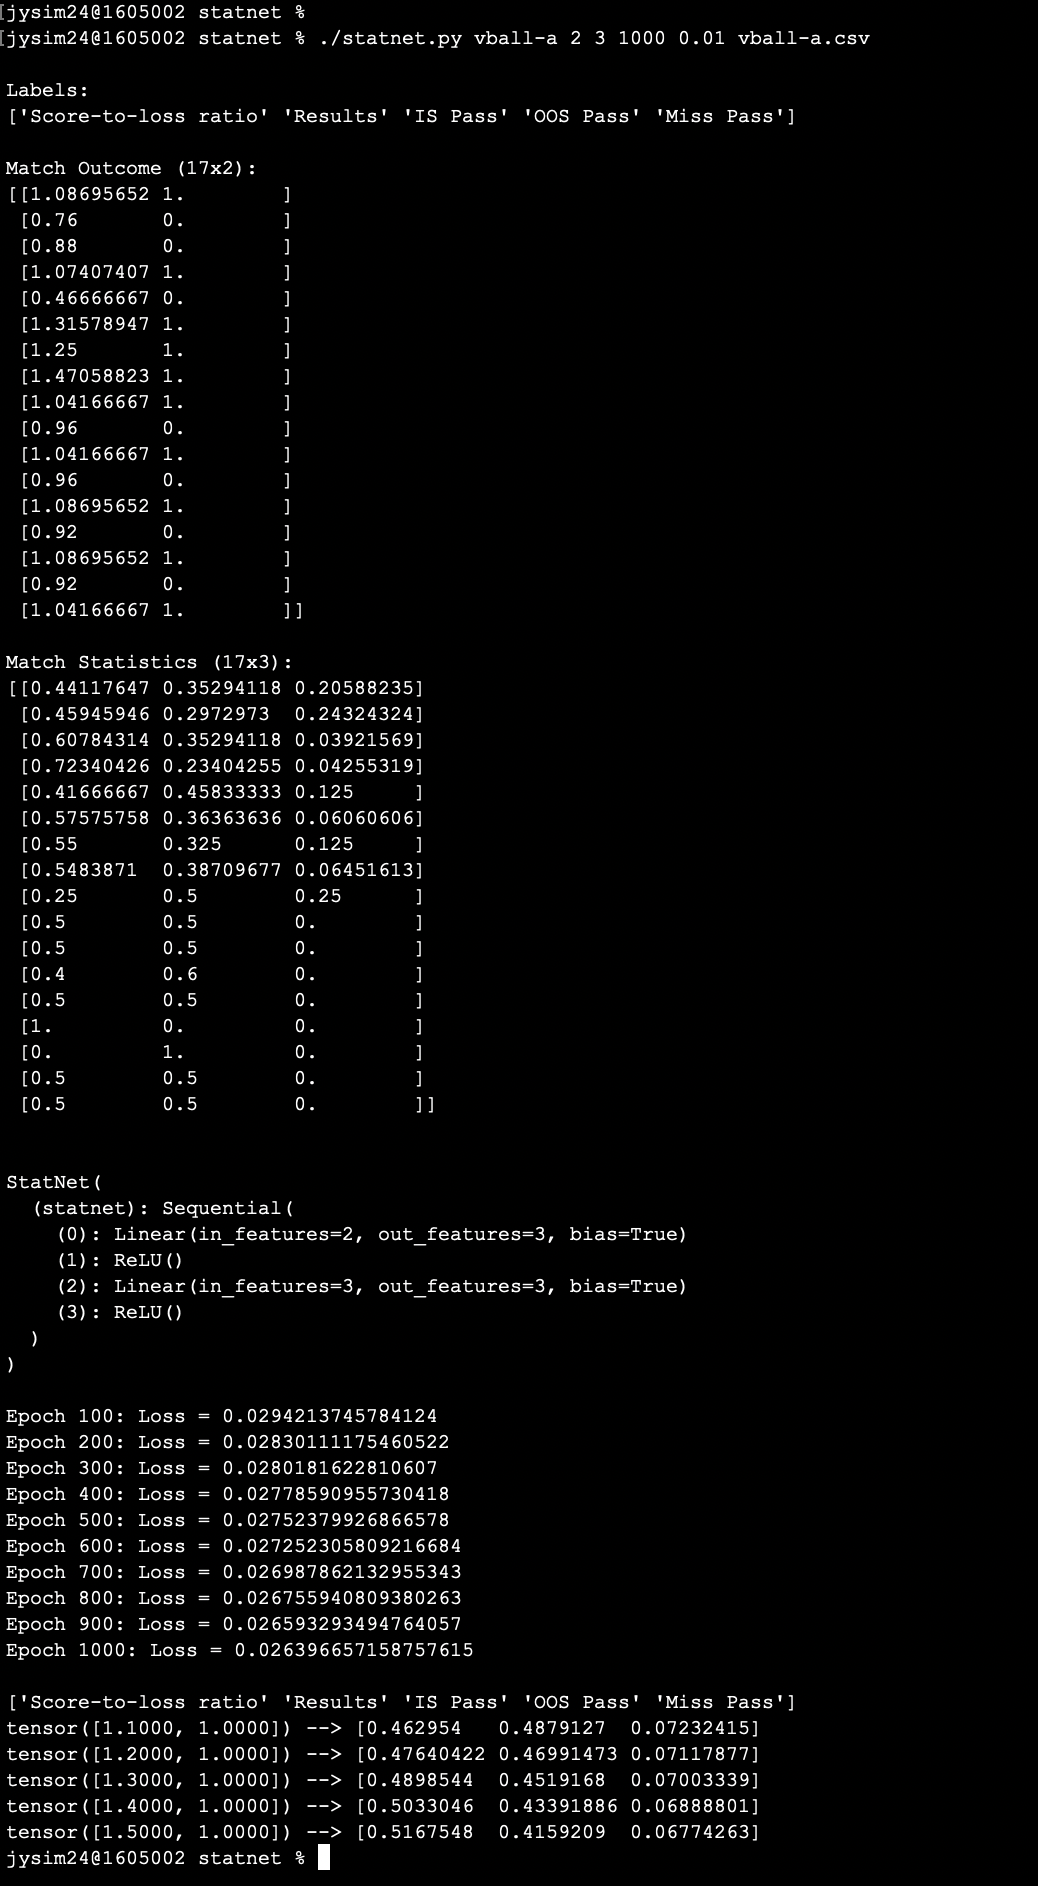 [jysim24@1605002 statnet %
[jysim24@1605002 statnet % ./statnet.py vball-a 2 3 1000 0.01 vball-a.csv
Labels:
['Score-to-loss ratio' 'Results' 'IS Pass' 'OOS Pass' 'Miss Pass']
Match Outcome (17x2):
[[1.08695652 1.        ]
 [0.76       0.        ]
 [0.88       0.        ]
 [1.07407407 1.        ]
 [0.46666667 0.        ]
 [1.31578947 1.        ]
 [1.25       1.        ]
 [1.47058823 1.        ]
 [1.04166667 1.        ]
 [0.96       0.        ]
 [1.04166667 1.        ]
 [0.96       0.        ]
 [1.08695652 1.        ]
 [0.92       0.        ]
 [1.08695652 1.        ]
 [0.92       0.        ]
 [1.04166667 1.        ]]
Match Statistics (17x3):
[[0.44117647 0.35294118 0.20588235]
 [0.45945946 0.2972973  0.24324324]
 [0.60784314 0.35294118 0.03921569]
 [0.72340426 0.23404255 0.04255319]
 [0.41666667 0.45833333 0.125     ]
 [0.57575758 0.36363636 0.06060606]
 [0.55       0.325      0.125     ]
 [0.5483871  0.38709677 0.06451613]
 [0.25       0.5        0.25      ]
 [0.5        0.5        0.        ]
 [0.5        0.5        0.        ]
 [0.4        0.6        0.        ]
 [0.5        0.5        0.        ]
 [1.         0.         0.        ]
 [0.         1.         0.        ]
 [0.5        0.5        0.        ]
 [0.5        0.5        0.        ]]
StatNet(
  (statnet): Sequential(
    (0): Linear(in_features=2, out_features=3, bias=True)
    (1): ReLU()
    (2): Linear(in_features=3, out_features=3, bias=True)
    (3): ReLU()
  )
)
Epoch 100: Loss = 0.0294213745784124
Epoch 200: Loss = 0.02830111175460522
Epoch 300: Loss = 0.0280181622810607
Epoch 400: Loss = 0.02778590955730418
Epoch 500: Loss = 0.02752379926866578
Epoch 600: Loss = 0.027252305809216684
Epoch 700: Loss = 0.026987862132955343
Epoch 800: Loss = 0.026755940809380263
Epoch 900: Loss = 0.026593293494764057
Epoch 1000: Loss = 0.026396657158757615
['Score-to-loss ratio' 'Results' 'IS Pass' 'OOS Pass' 'Miss Pass']
tensor([1.1000, 1.0000]) --> [0.462954   0.4879127  0.07232415]
tensor([1.2000, 1.0000]) --> [0.47640422 0.46991473 0.07117877]
tensor([1.3000, 1.0000]) --> [0.4898544  0.4519168  0.07003339]
tensor([1.4000, 1.0000]) --> [0.5033046  0.43391886 0.06888801]
tensor([1.5000, 1.0000]) --> [0.5167548  0.4159209  0.06774263]
jysim24@1605002 statnet %